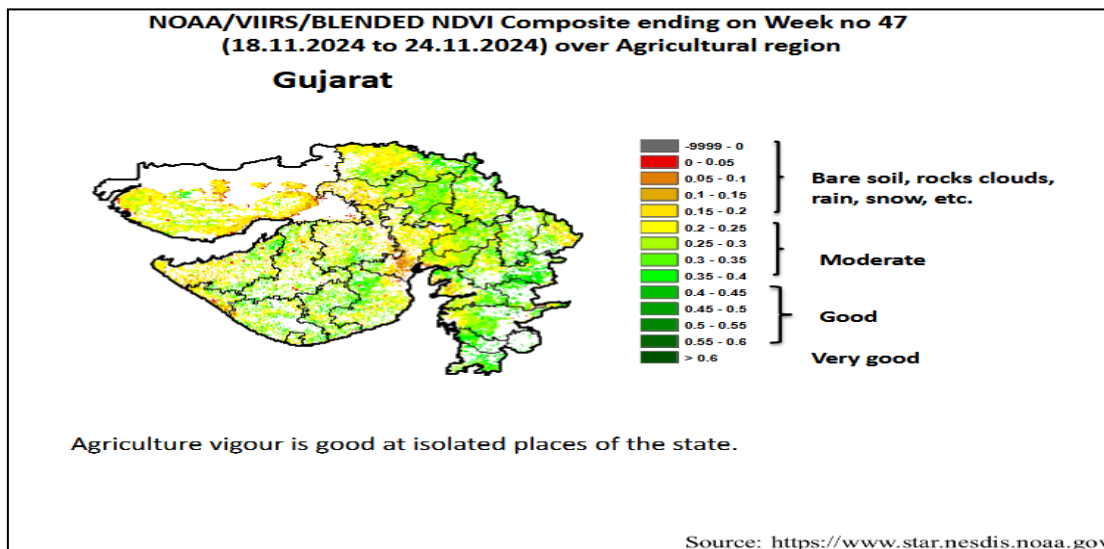 NOAA/VIIRS/BLENDED NDVI Composite ending on Week no 47
(18.11.2024 to 24.11.2024) over Agricultural region
Gujarat
-9999 - 0
0 - 0.05
0.05 - 0.1
0.1 - 0.15
0.15 - 0.2
0.2 - 0.25
0.25 - 0.3
0.3 - 0.35
0.35 - 0.4
0.4 - 0.45
0.45 - 0.5
0.5 - 0.55
0.55 - 0.6
> 0.6
Bare soil, rocks clouds,
rain, snow, etc.
Moderate
Good
Very good
Agriculture vigour is good at isolated places of the state.
Source: https://www.star.nesdis.noaa.gov